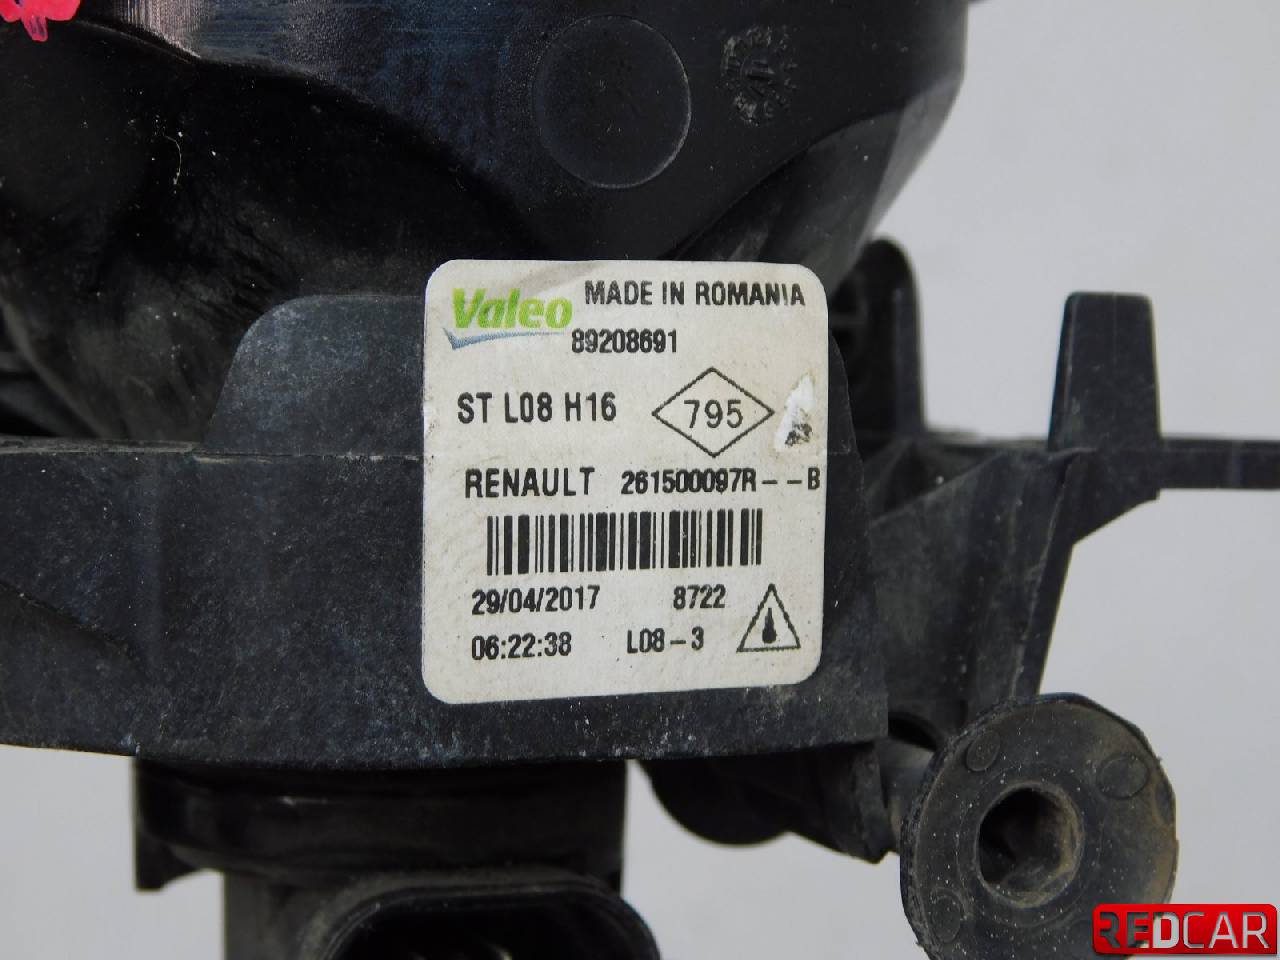 Valeo MADE IN ROMANIA
89208691
ST L08 H16 795
RENAULT 261500097R--B
29/04/2017 8722
06:22:38 L08-3
REDCAR